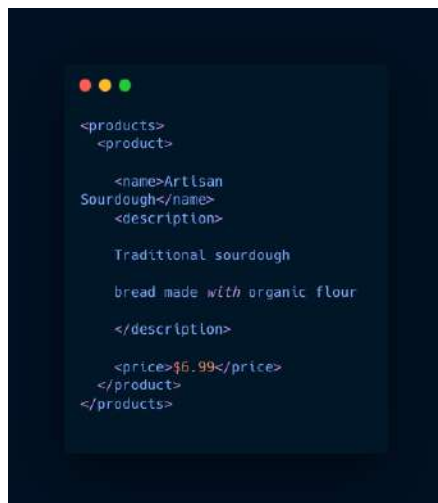 <products>
<product>
<name>Artisan
Sourdough</name>
<description>
Traditional sourdough
bread made with organic flour
</description>
<price>$6.99</price>
</product>
</products>